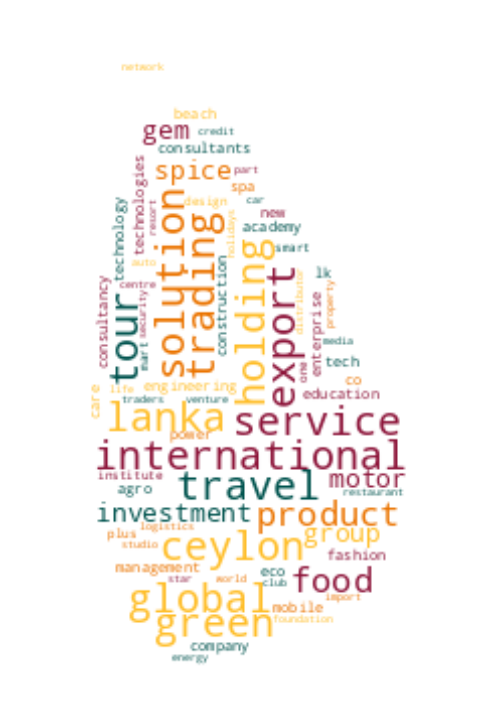 network
beach
gem
credit
consultants
spice
part
technologies
spa
car
design
resort
new
solution
trading
holidays
academy
technology
smart
holding
auto
construction
lk
export
centre
distributor
property
consultancy
tour
security
enterprise
mart
media
tech
one
co
life
engineering
care
education
traders
venture
lanka
service
power
international
institute
travel
motor
agro
restaurant
investment
product
logistics
plus
group
studio
ceylon
fashion
management
eco
star
world
club
food
global
import
mobile
green
foundation
company
energy